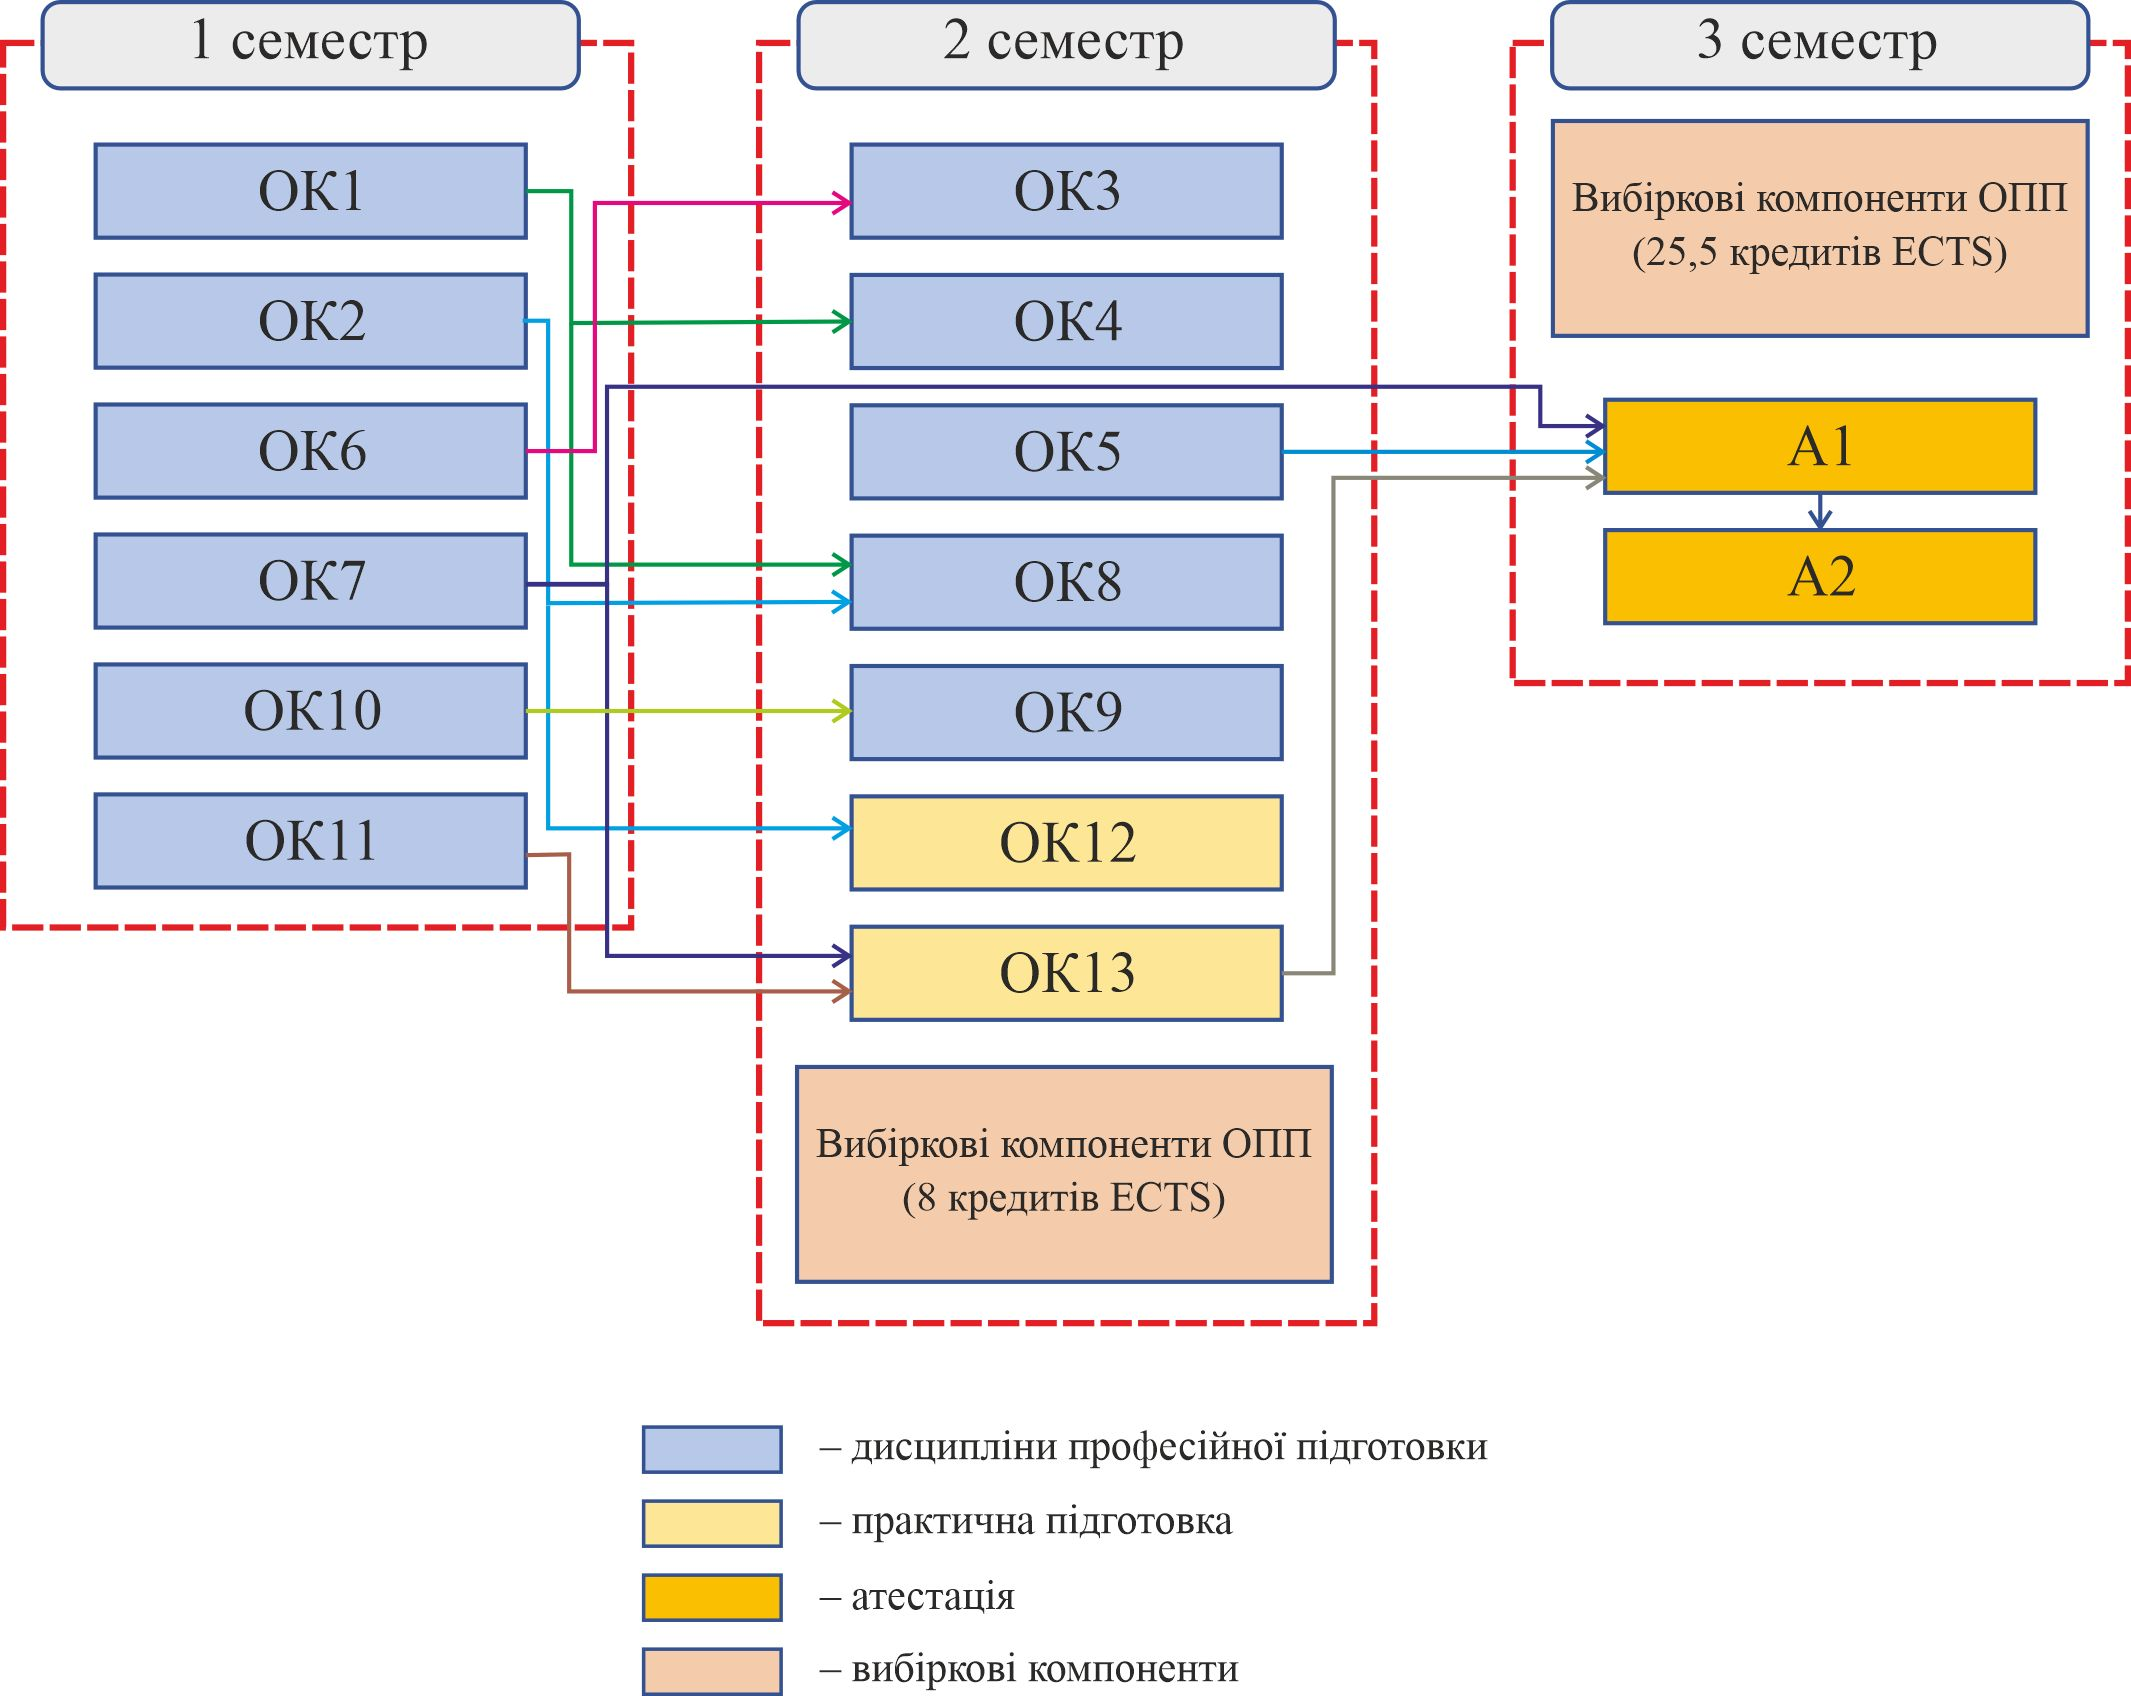 1 семестр
ОК1
ОК2
ОК6
ОК7
ОК10
ОК11
2 семестр
ОК3
ОК4
ОК5
ОК8
ОК9
ОК12
ОК13
Вибіркові компоненти ОПП
(8 кредитів ECTS)
3 семестр
Вибіркові компоненти ОПП
(25,5 кредитів ECTS)
А1
А2
– дисципліни професійної підготовки
– практична підготовка
– атестація
– вибіркові компоненти